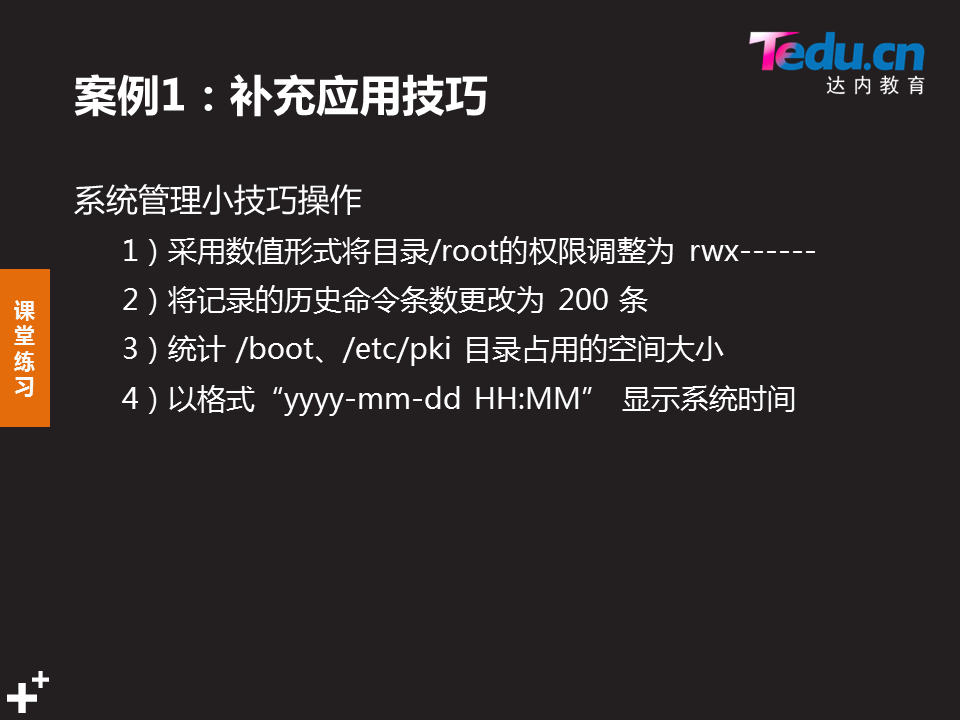 Tedu.cn
达内教育
案例1：补充应用技巧
系统管理小技巧操作
1）采用数值形式将目录/root的权限调整为 rwx------
2）将记录的历史命令条数更改为 200 条
3）统计 /boot、/etc/pki 目录占用的空间大小
4）以格式“yyyy-mm-dd HH:MM” 显示系统时间
课
堂
练
习